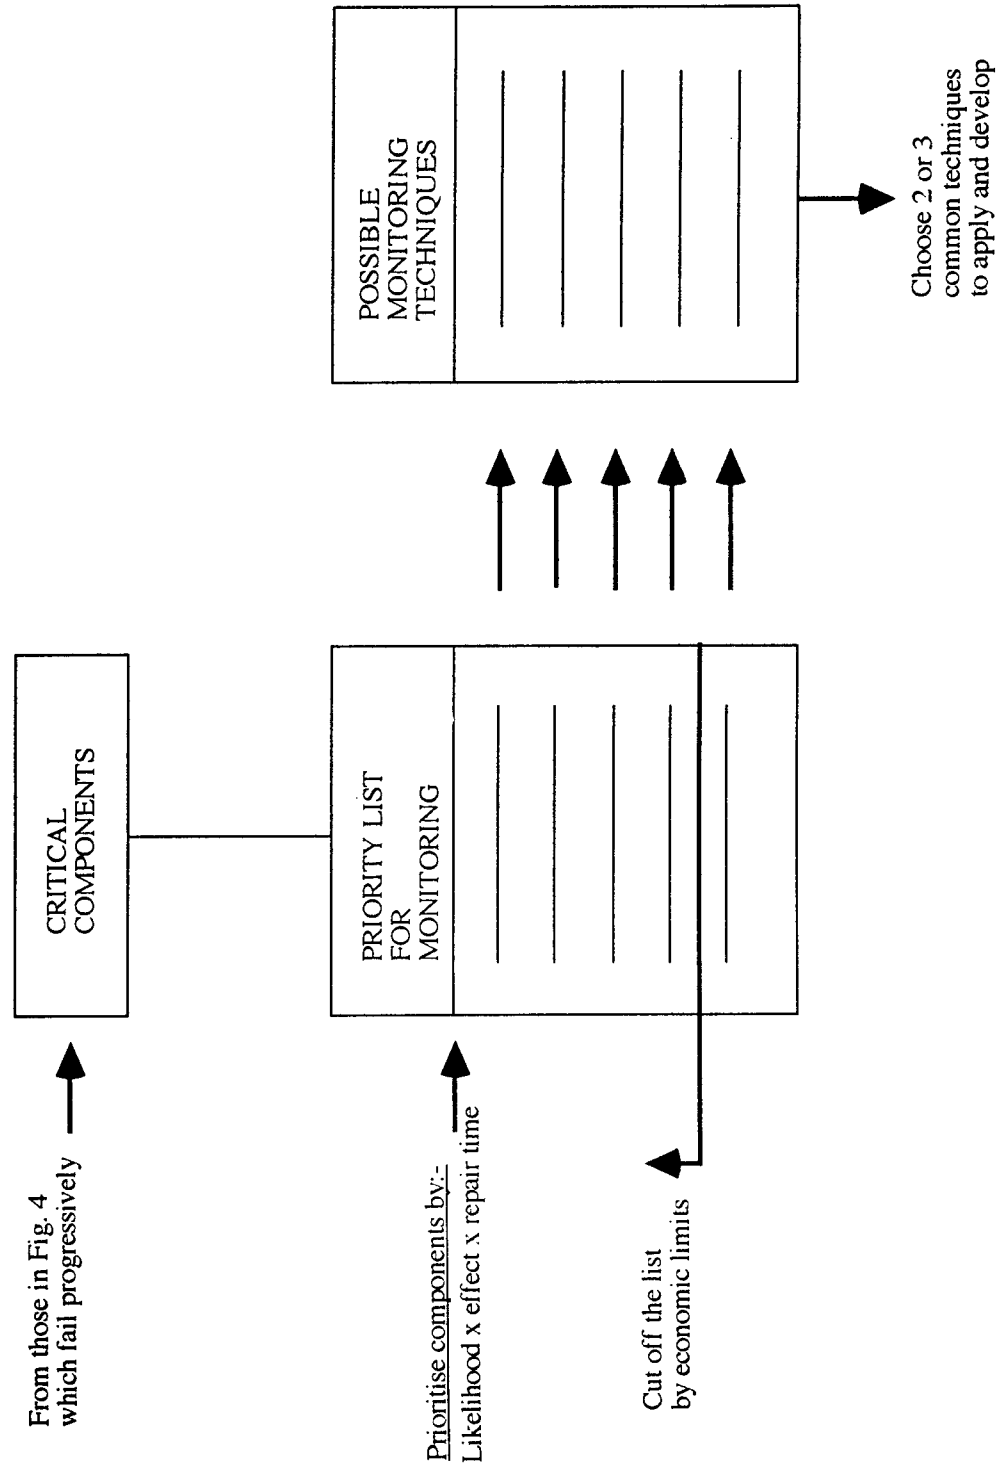 From those in Fig. 4
which fail progressively
CRITICAL
COMPONENTS
Prioritise components by:-
Likelihood x effect x repair time
PRIORITY LIST
FOR
MONITORING
POSSIBLE
MONITORING
TECHNIQUES
Cut off the list
by economic limits
Choose 2 or 3
common techniques
to apply and develop